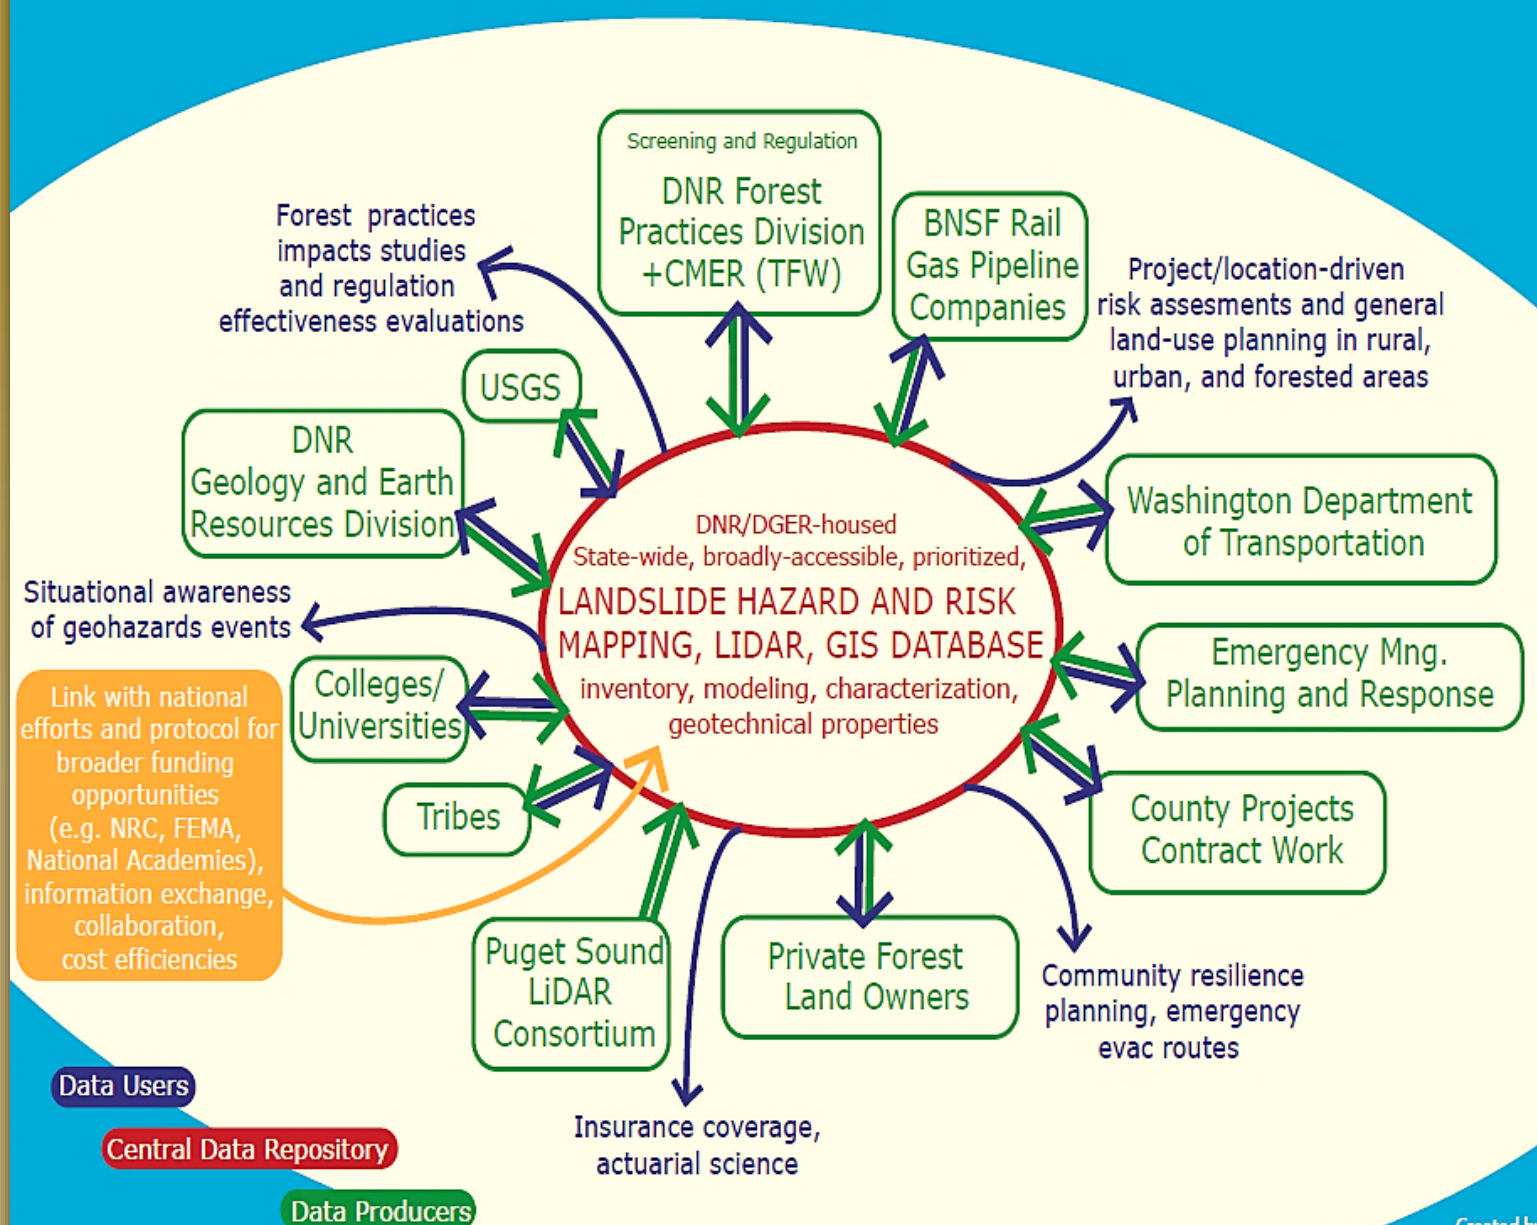 Screening and Regulation
DNR Forest
Practices Division
+CMER (TFW)
BNSF Rail
Gas Pipeline
Companies
Forest practices
impacts studies
and regulation
effectiveness evaluations
Project/location-driven
risk assesments and general
land-use planning in rural,
urban, and forested areas
USGS
DNR
Geology and Earth
Resources Division
Washington Department
of Transportation
DNR/DGER-housed
State-wide, broadly-accessible, prioritized,
LANDSLIDE HAZARD AND RISK
MAPPING, LIDAR, GIS DATABASE
inventory, modeling, characterization,
geotechnical properties
Situational awareness
of geohazards events
Emergency Mng.
Planning and Response
Colleges/
Universities
Link with national
efforts and protocol for
broader funding
opportunities
(e.g. NRC, FEMA,
National Academies),
information exchange,
collaboration,
cost efficiencies
Tribes
County Projects
Contract Work
Puget Sound
LiDAR
Consortium
Private Forest
Land Owners
Community resilience
planning, emergency
evac routes
Insurance coverage,
actuarial science
Data Users
Central Data Repository
Data Producers